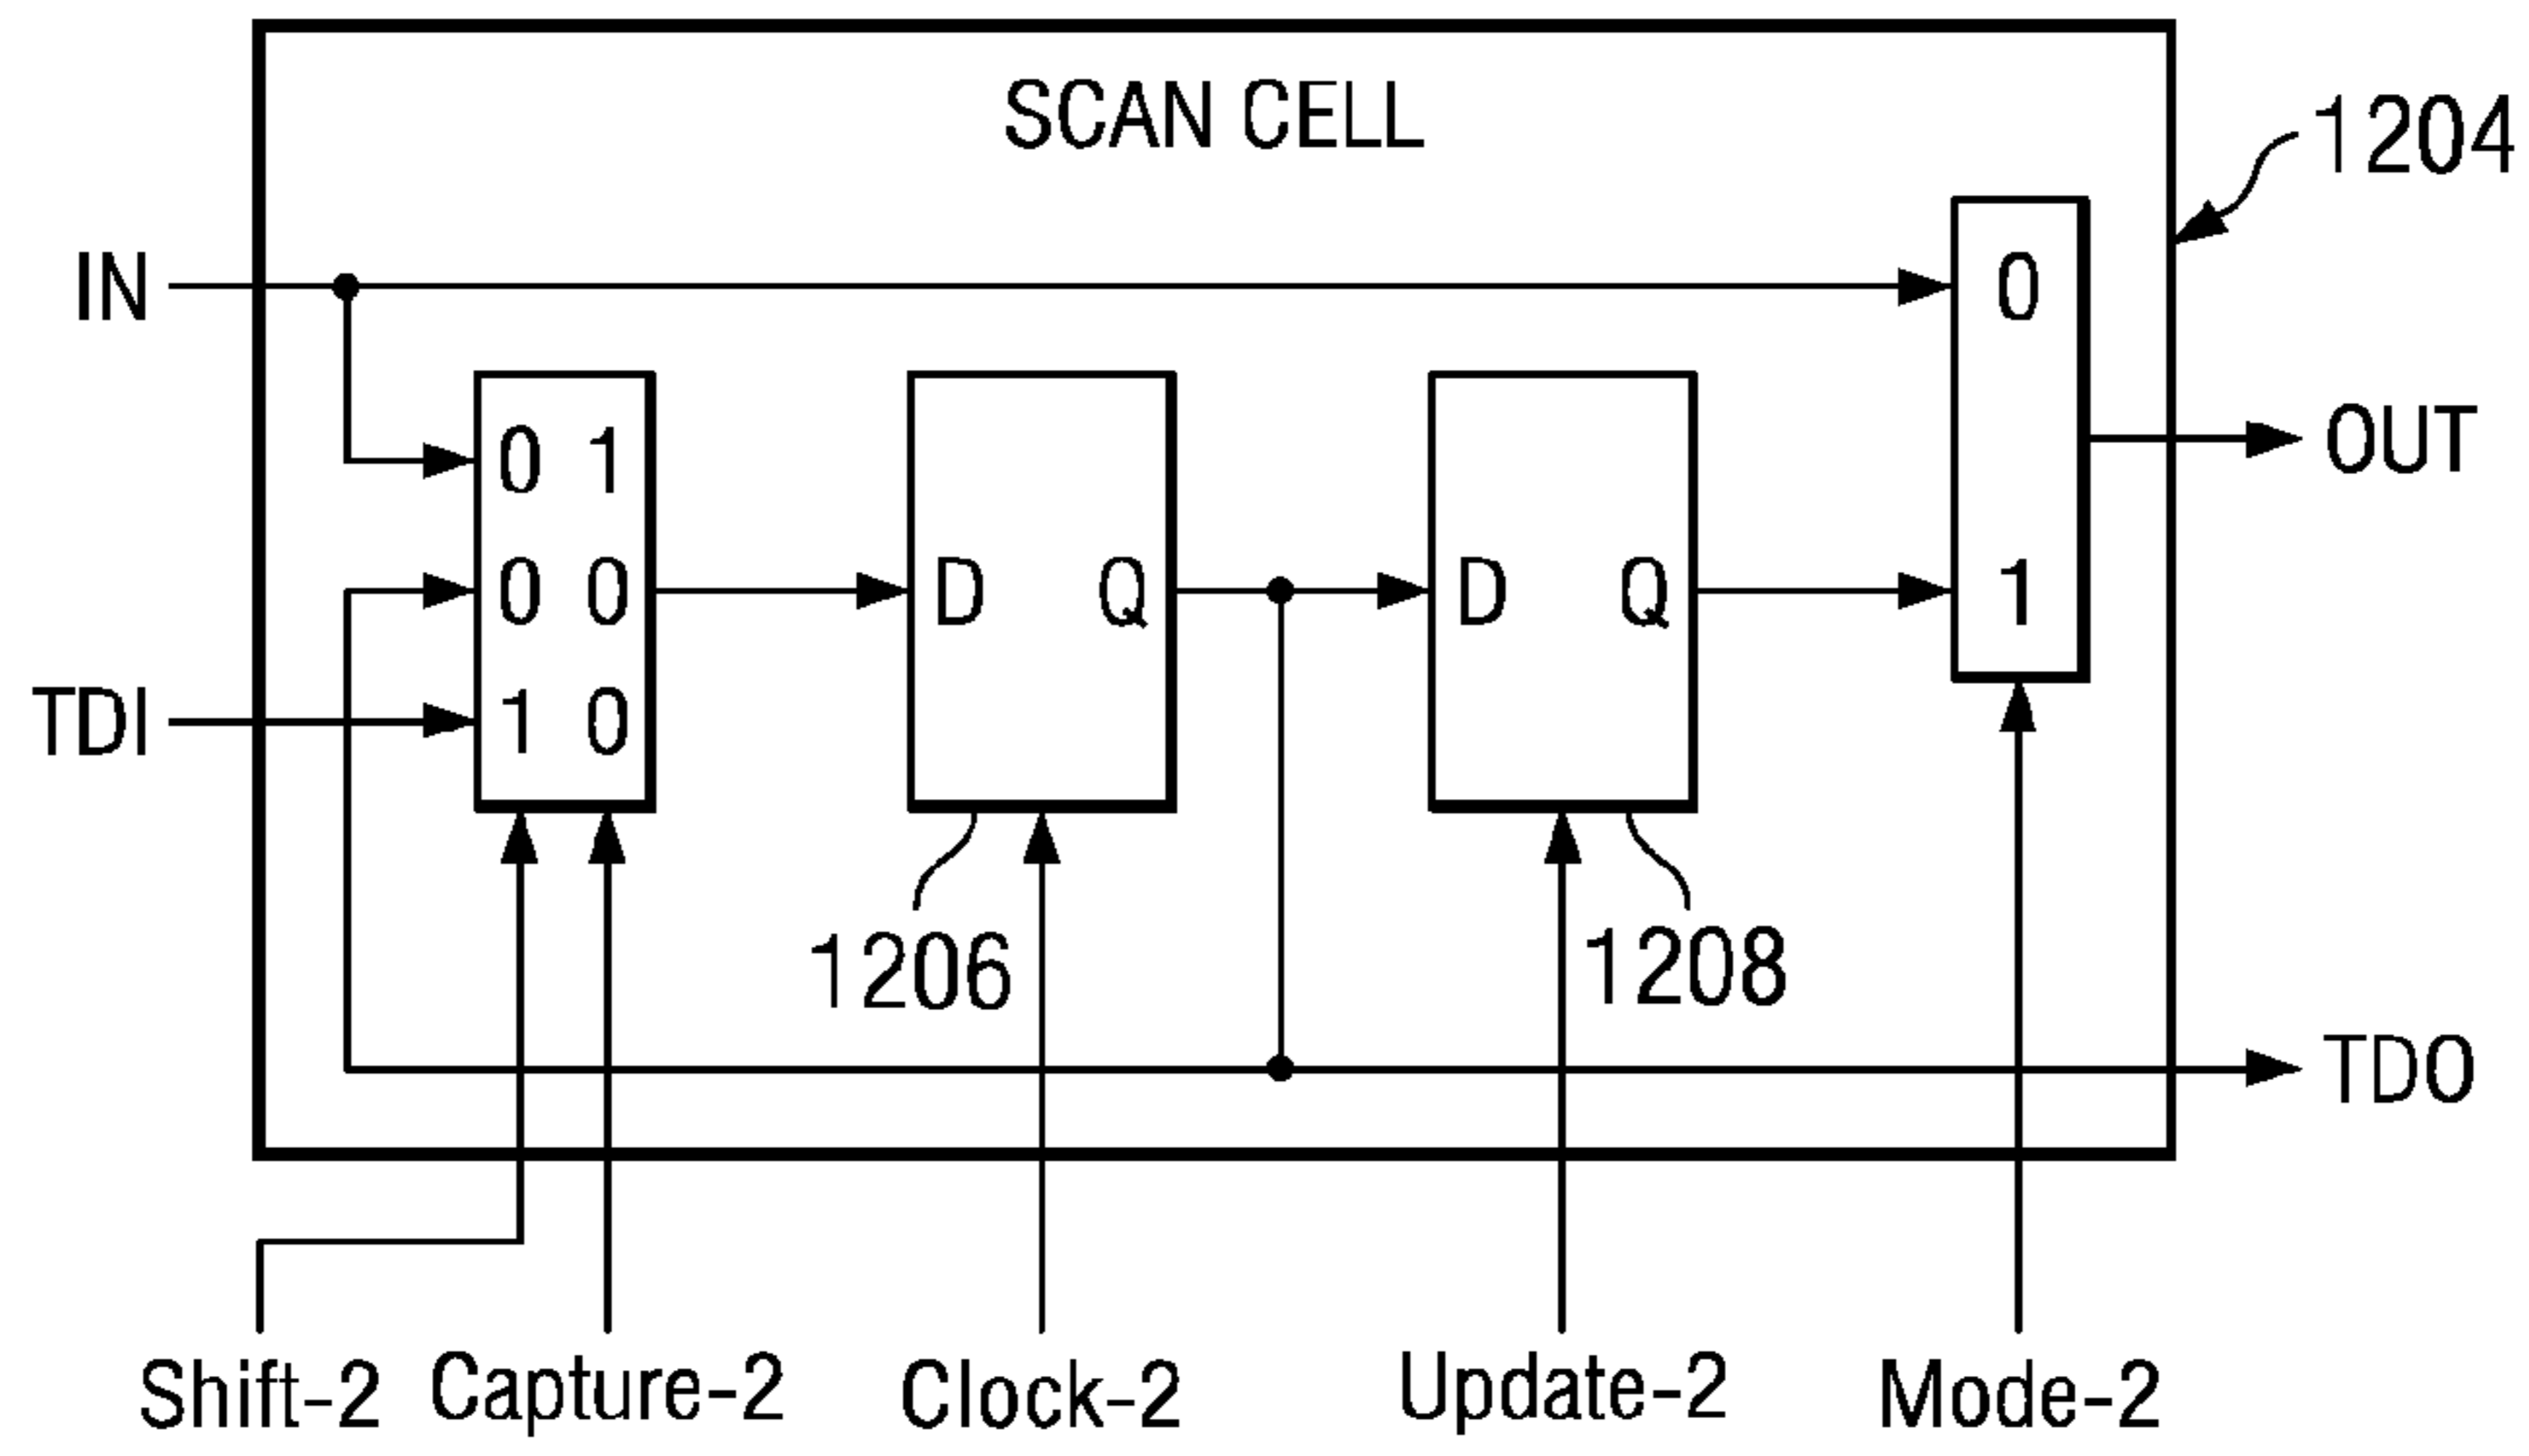 SCAN CELL
1204
IN
0
0 1
OUT
0 0
D Q
D Q
1
TDI
1 0
1206
1208
TDO
Shift-2
Capture-2
Clock-2
Update-2
Mode-2